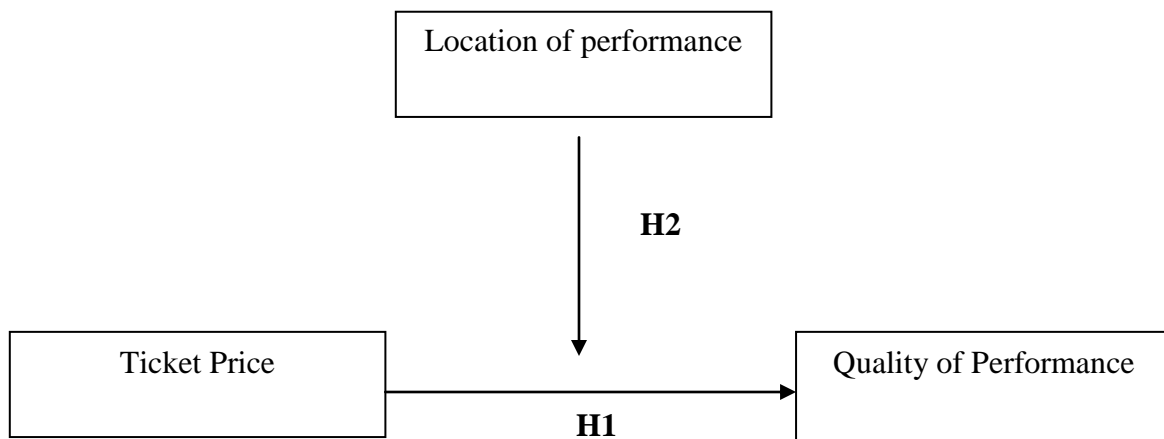 Location of performance
H2
Ticket Price
Quality of Performance
H1